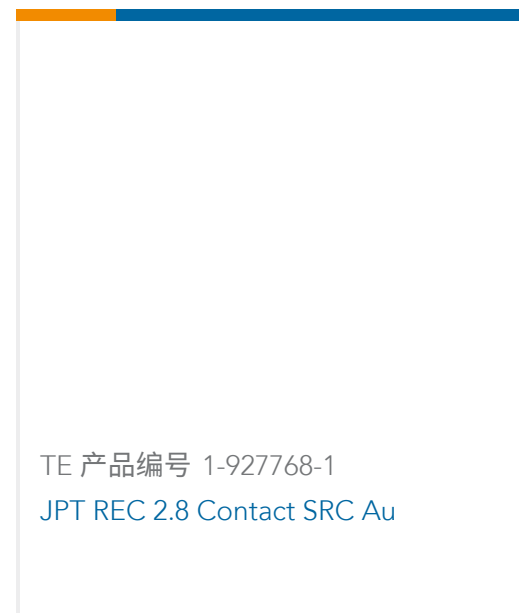 TE 产品编号 1-927768-1
JPT REC 2.8 Contact SRC Au